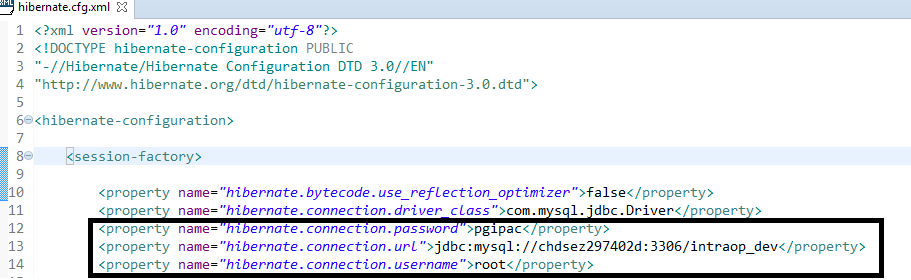 hibernate.cfg.xml
1 <?xml version="1.0" encoding="utf-8"?>
2 <!DOCTYPE hibernate-configuration PUBLIC
3 "-//Hibernate/Hibernate Configuration DTD 3.0//EN"
4 "http://www.hibernate.org/dtd/hibernate-configuration-3.0.dtd">
5
6 <hibernate-configuration>
7
8 <session-factory>
9
10 <property name="hibernate.bytecode.use_reflection_optimizer">false</property>
11 <property name="hibernate.connection.driver_class">com.mysql.jdbc.Driver</property>
12 <property name="hibernate.connection.password">pgipac</property>
13 <property name="hibernate.connection.url">jdbc:mysql://chdsez297402d:3306/intraop_dev</property>
14 <property name="hibernate.connection.username">root</property>